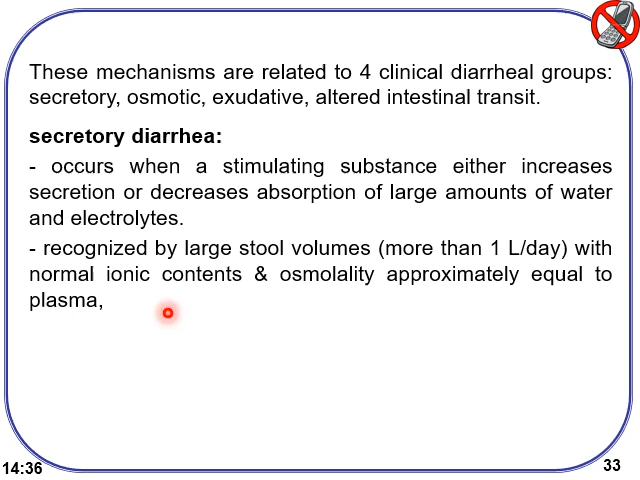 These mechanisms are related to 4 clinical diarrheal groups:
secretory, osmotic, exudative, altered intestinal transit.
secretory diarrhea:
- occurs when a stimulating substance either increases
secretion or decreases absorption of large amounts of water
and electrolytes.
- recognized by large stool volumes (more than 1 L/day) with
normal ionic contents & osmolality approximately equal to
plasma,
14:36
33